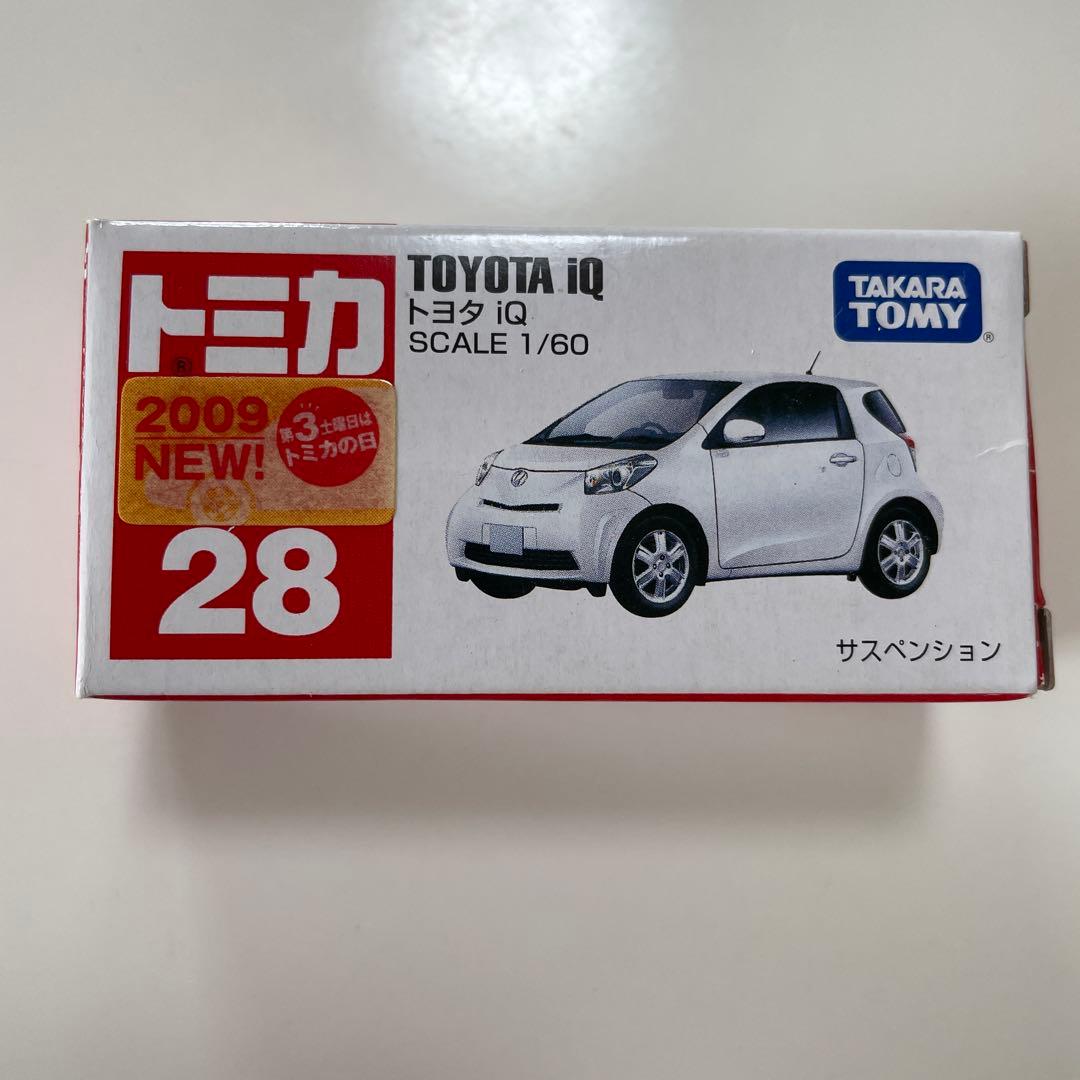 トミカ
®
2009
NEW!
第3土曜日は
トミカの日
28
TOYOTA iQ
トヨタ iQ
SCALE 1/60
TAKARA
TOMY
®
サスペンション